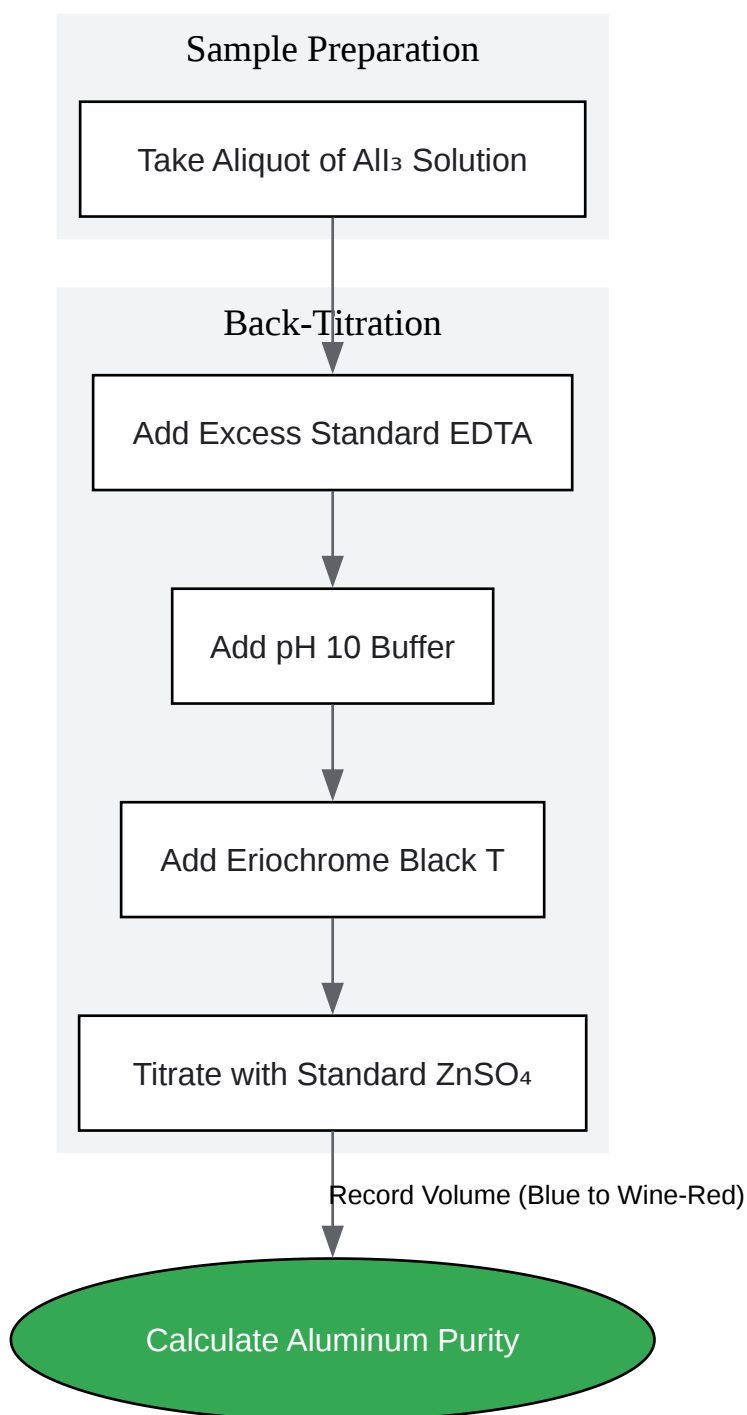 Sample Preparation
Take Aliquot of AlI₃ Solution
Back-Titration
Add Excess Standard EDTA
Add pH 10 Buffer
Add Eriochrome Black T
Titrate with Standard ZnSO₄
Record Volume (Blue to Wine-Red)
Calculate Aluminum Purity